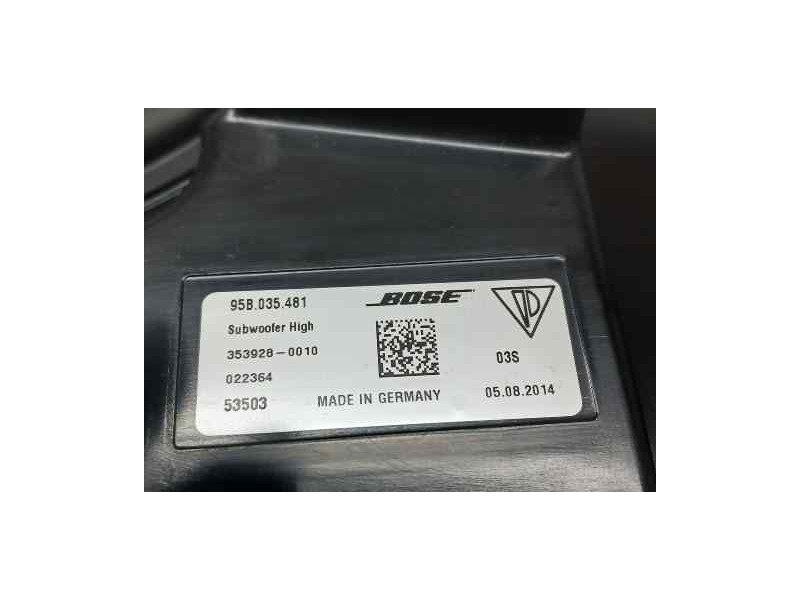 95B.035.481
BOSE
Subwoofer High
353928-0010
03S
022364
53503
MADE IN GERMANY
05.08.2014